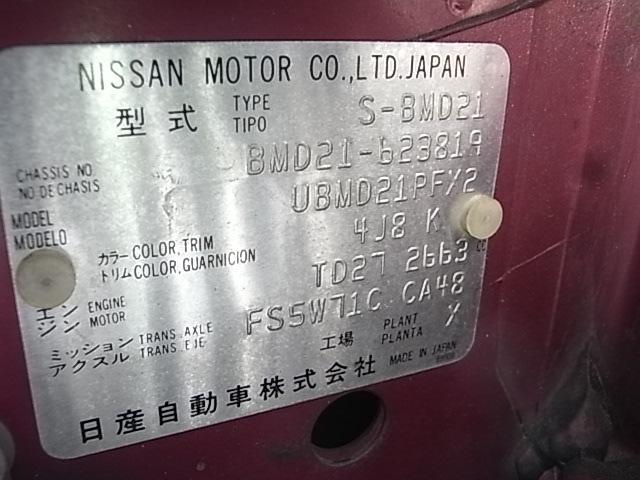 NISSAN MOTOR CO.,LTD.JAPAN
型式 TYPE TIPO S-BMD21
CHASSIS NO. NO DE CHASIS BMD21-623819
MODEL MODELO UBMD21PFX2
カラー COLOR,TRIM トリム COLOR,GUARNICION 4J8 K
エンジン ENGINE MOTOR TD27 2663 cc
ミッション TRANS. AXLE アクスル TRANS. EJE FS5W71C CA48
工場 PLANT PLANTA X
日産自動車株式会社 MADE IN JAPAN